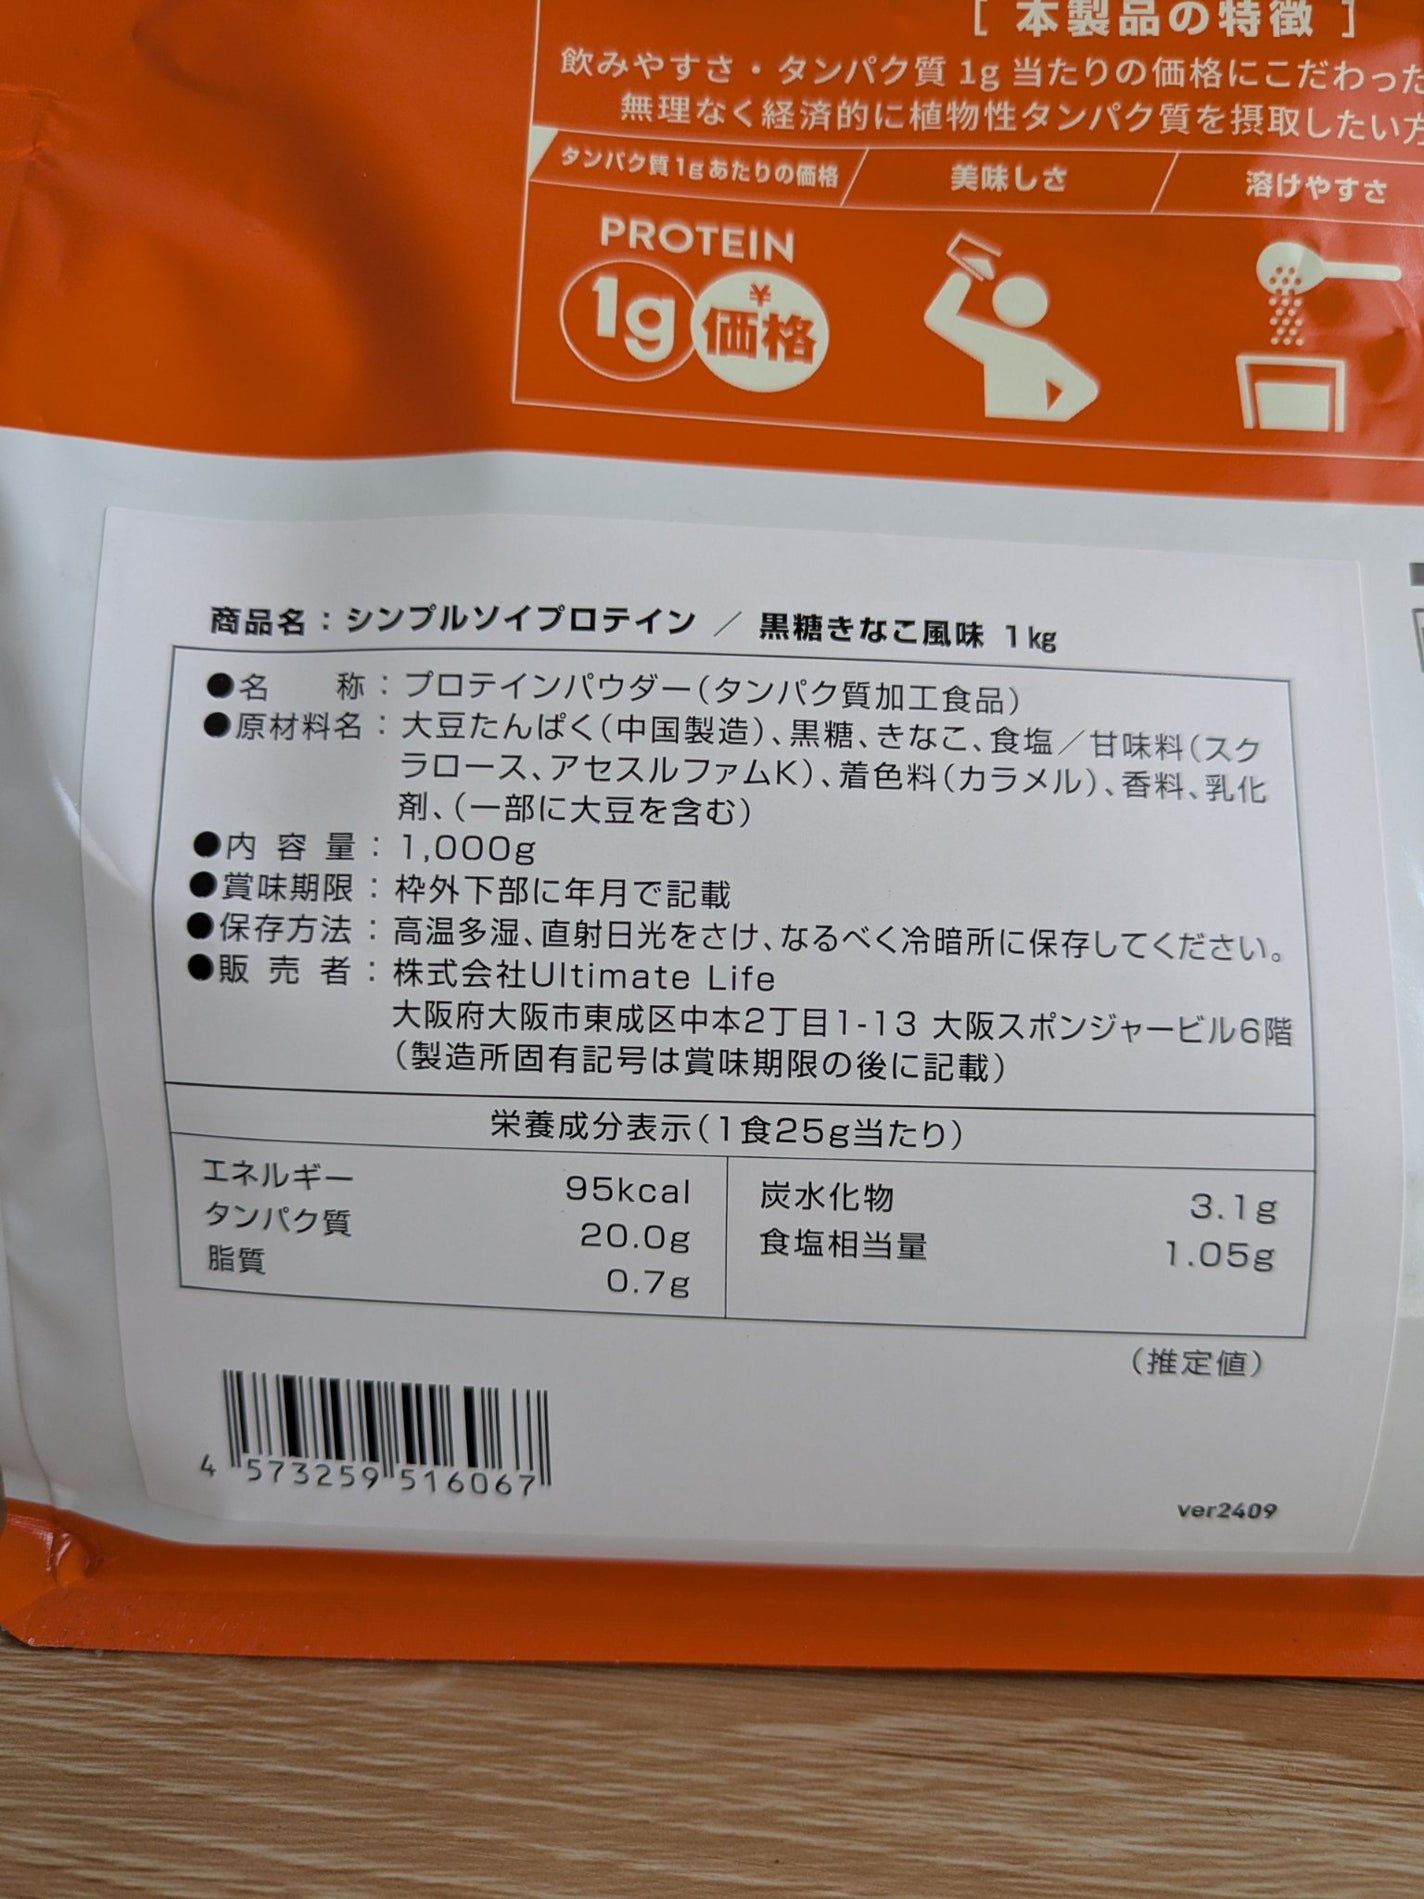 [ 本製品の特徴 ]
飲みやすさ・タンパク質 1g 当たりの価格にこだわった
無理なく経済的に植物性タンパク質を摂取したい方
タンパク質1gあたりの価格
美味しさ
溶けやすさ
PROTEIN
1g
¥
価格
商品名：シンプルソイプロテイン ／ 黒糖きなこ風味 1㎏
●名　　称：プロテインパウダー(タンパク質加工食品)
●原材料名：大豆たんぱく(中国製造)、黒糖、きなこ、食塩／甘味料(スク
ラロース、アセスルファムK)、着色料(カラメル)、香料、乳化
剤、(一部に大豆を含む)
●内 容 量：1,000g
●賞味期限：枠外下部に年月で記載
●保存方法：高温多湿、直射日光をさけ、なるべく冷暗所に保存してください。
●販 売 者：株式会社Ultimate Life
大阪府大阪市東成区中本2丁目1-13 大阪スポンジャービル6階
(製造所固有記号は賞味期限の後に記載)
栄養成分表示(1食25g当たり)
エネルギー 95kcal
タンパク質 20.0g
脂質 0.7g
炭水化物 3.1g
食塩相当量 1.05g
(推定値)
4 573259 516067
ver2409